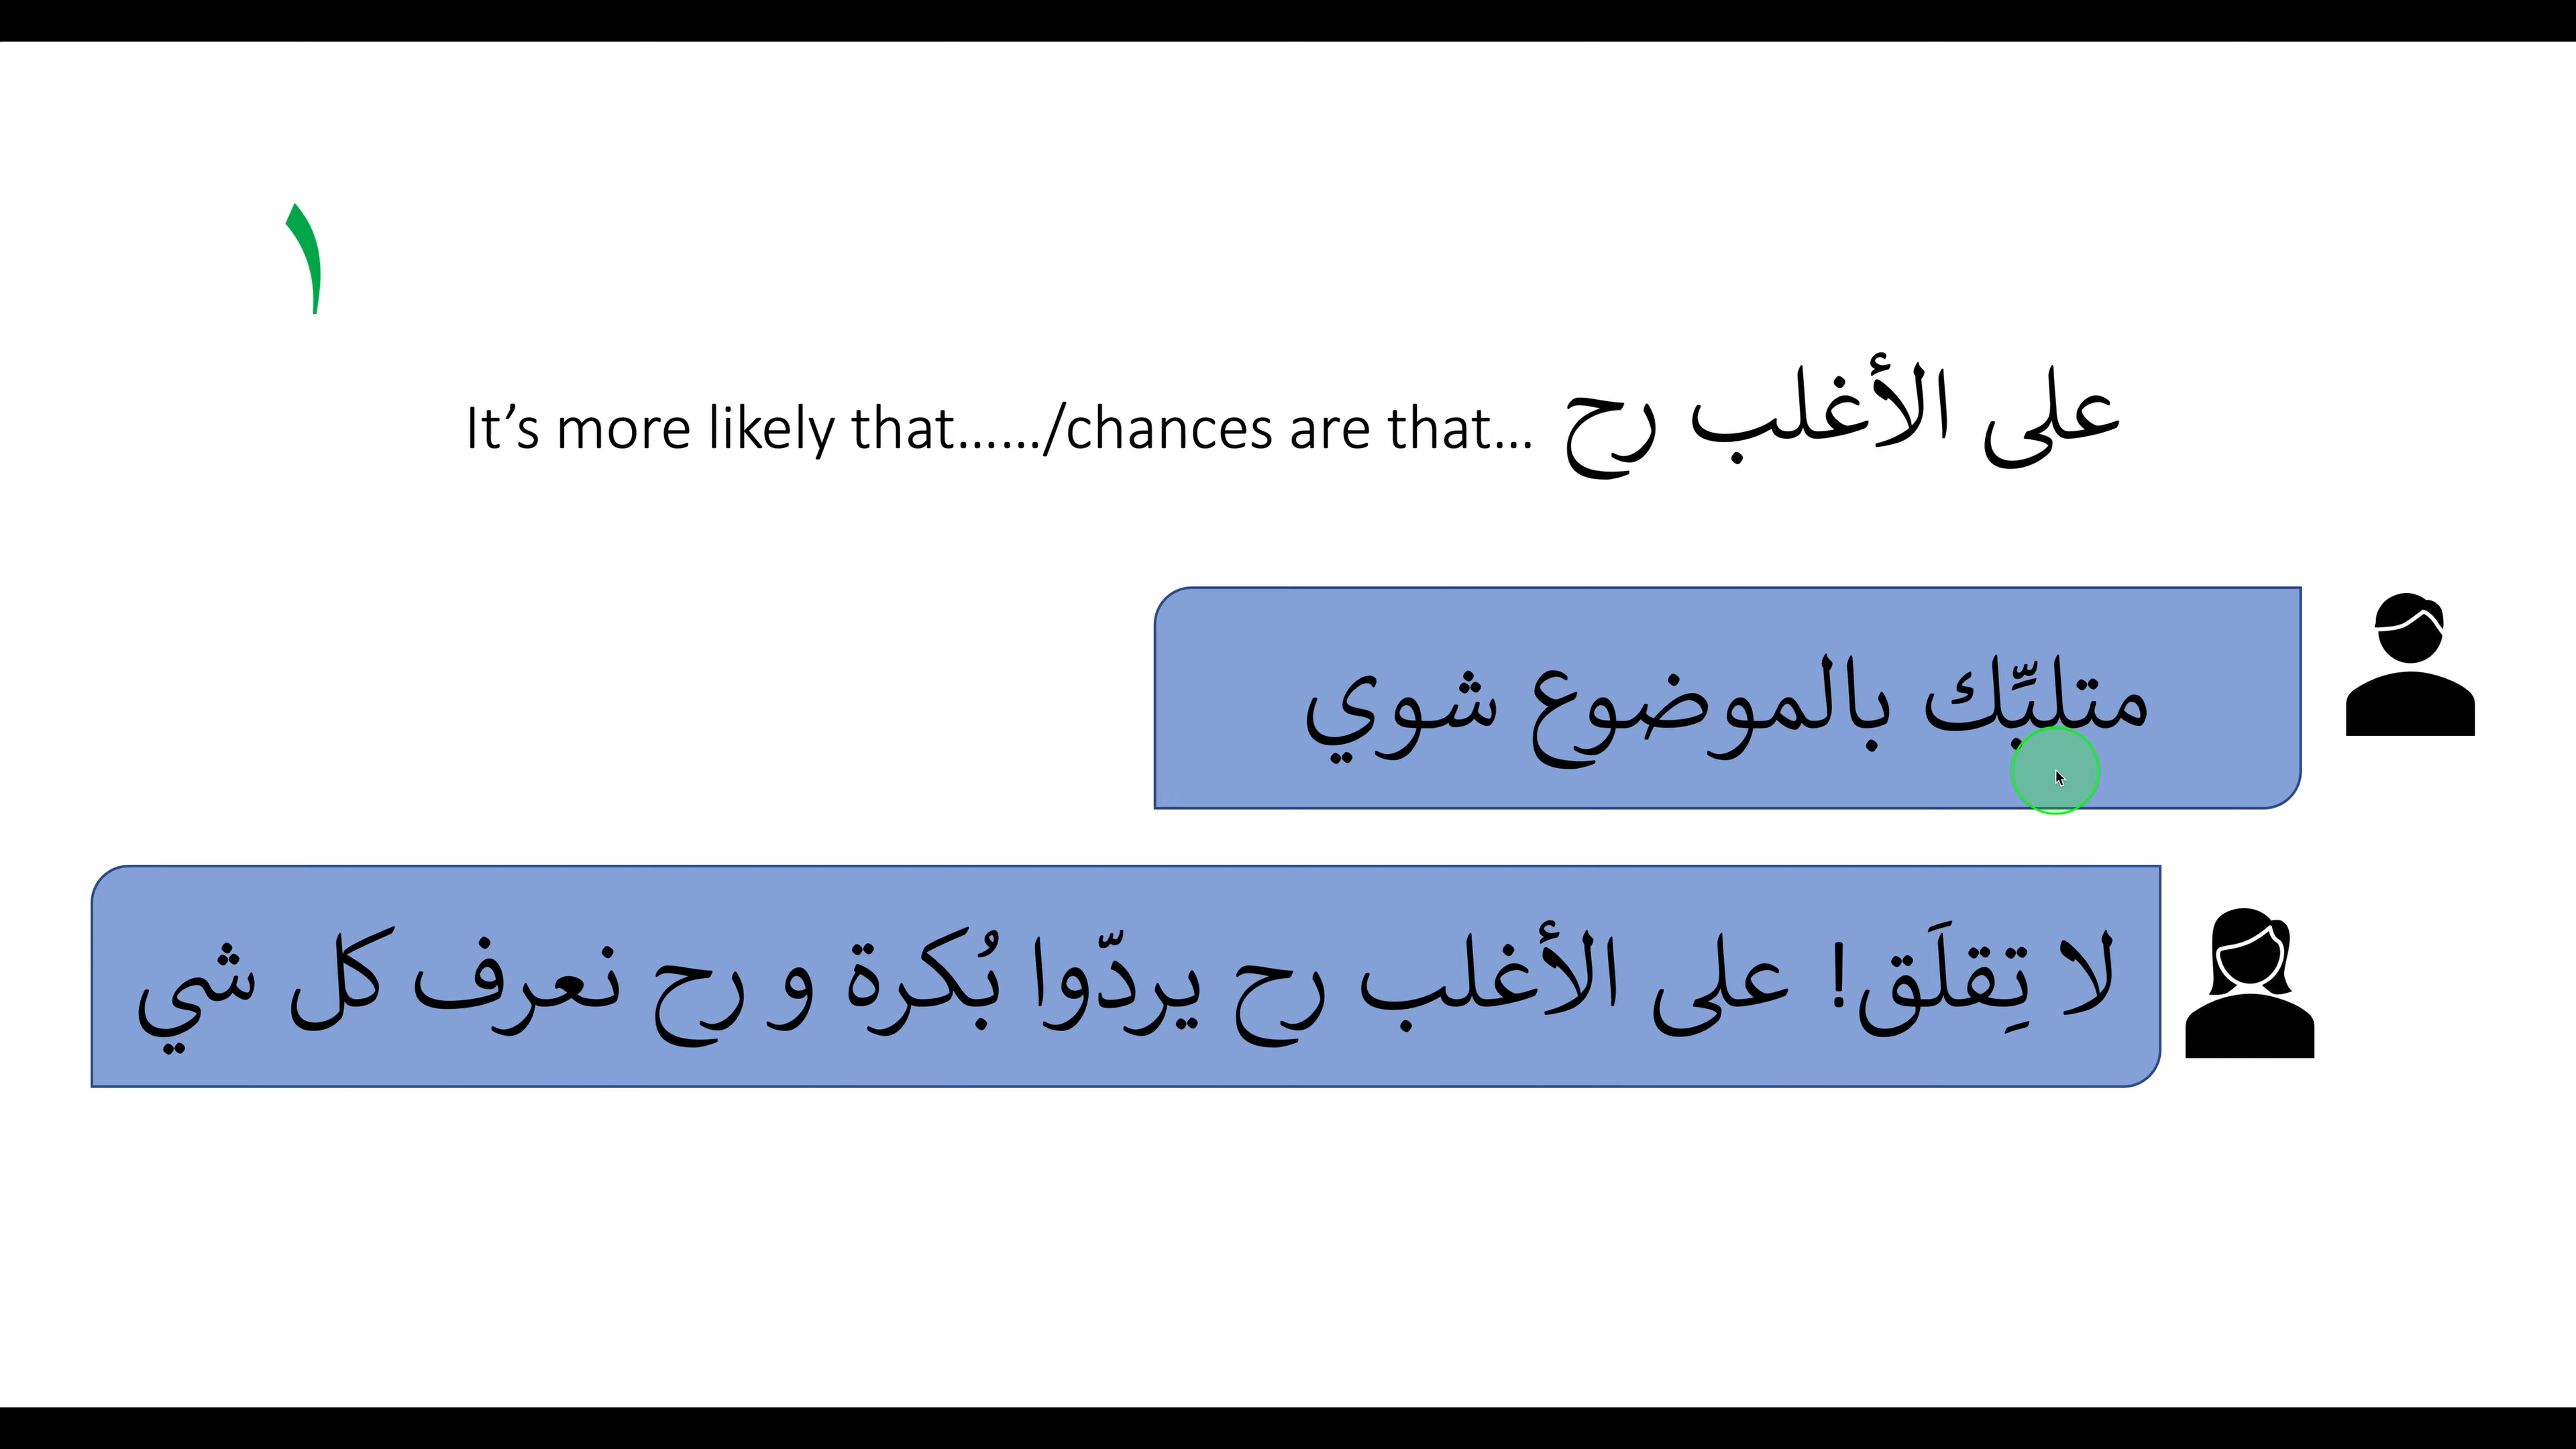 ١
على الأغلب رح It’s more likely that……/chances are that…
متلبِّك بالموضوع شوي
لا تِقلَق! على الأغلب رح يردّوا بُكرة و رح نعرف كل شي